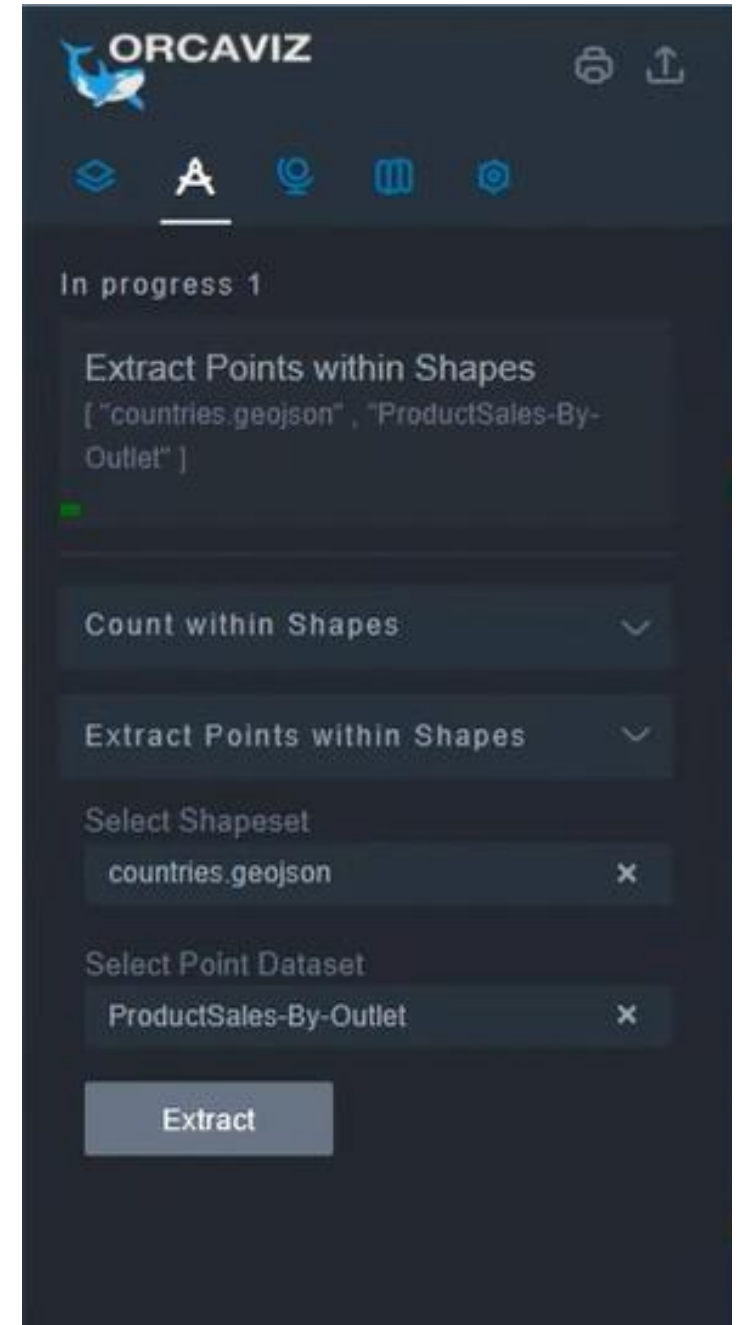 ORCAVIZ
In progress 1
Extract Points within Shapes
[ "countries.geojson" , "ProductSales-By-
Outlet" ]
Count within Shapes
Extract Points within Shapes
Select Shapeset
countries.geojson
Select Point Dataset
ProductSales-By-Outlet
Extract